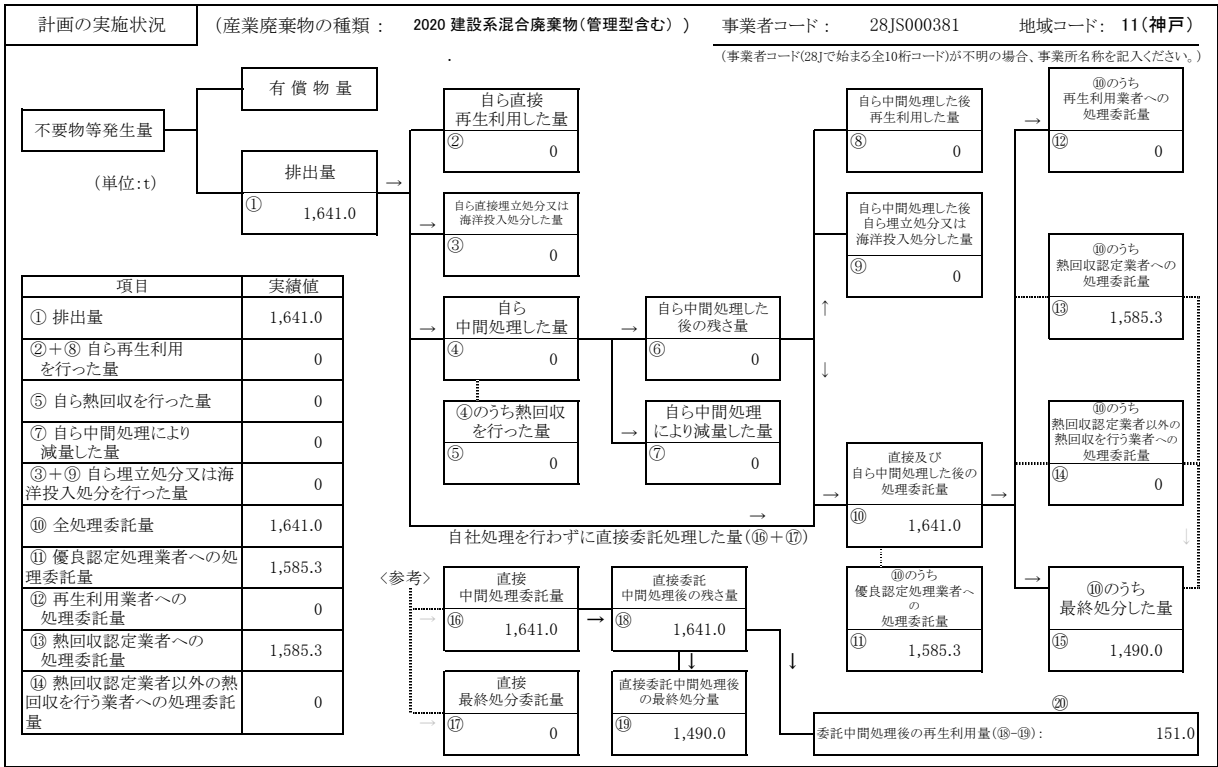 計画の実施状況
(産業廃棄物の種類： 2020 建設系混合廃棄物(管理型含む) )
事業者コード： 28JS000381
地域コード： 11(神戸)
(事業者コード(28Jで始まる全10桁コード)が不明の場合、事業所名称を記入ください。)
不要物等発生量
(単位:t)
有償物量
排出量
① 1,641.0
→
自ら直接
再生利用した量
② 0
→
自ら直接埋立処分又は
海洋投入処分した量
③ 0
→
自ら
中間処理した量
④ 0
④のうち熱回収
を行った量
⑤ 0
→
自ら中間処理した
後の残さ量
⑥ 0
→
自ら中間処理
により減量した量
⑦ 0
自ら中間処理した後
再生利用した量
⑧ 0
自ら中間処理した後
自ら埋立処分又は
海洋投入処分した量
⑨ 0
↑
↓
→
自社処理を行わずに直接委託処理した量(⑯+⑰)
→
直接及び
自ら中間処理した後の
処理委託量
⑩ 1,641.0
→
⑩のうち
優良認定処理業者へ
の
処理委託量
⑪ 1,585.3
→
⑩のうち
再生利用業者への
処理委託量
⑫ 0
⑩のうち
熱回収認定業者への
処理委託量
⑬ 1,585.3
⑩のうち
熱回収認定業者以外の
熱回収を行う業者への
処理委託量
⑭ 0
↓
→
⑩のうち
最終処分した量
⑮ 1,490.0
項目 実績値
① 排出量 1,641.0
②+⑧ 自ら再生利用
を行った量 0
⑤ 自ら熱回収を行った量 0
⑦ 自ら中間処理により
減量した量 0
③+⑨ 自ら埋立処分又は海
洋投入処分を行った量 0
⑩ 全処理委託量 1,641.0
⑪ 優良認定処理業者への処
理委託量 1,585.3
⑫ 再生利用業者への
処理委託量 0
⑬ 熱回収認定業者への
処理委託量 1,585.3
⑭ 熱回収認定業者以外の熱
回収を行う業者への処理委託
量 0
〈参考〉
→
直接
中間処理委託量
⑯ 1,641.0
→
直接委託
中間処理後の残さ量
⑱ 1,641.0
→
直接
最終処分委託量
⑰ 0
↓
直接委託中間処理後
の最終処分量
⑲ 1,490.0
↓
⑳
委託中間処理後の再生利用量(⑱-⑲)： 151.0